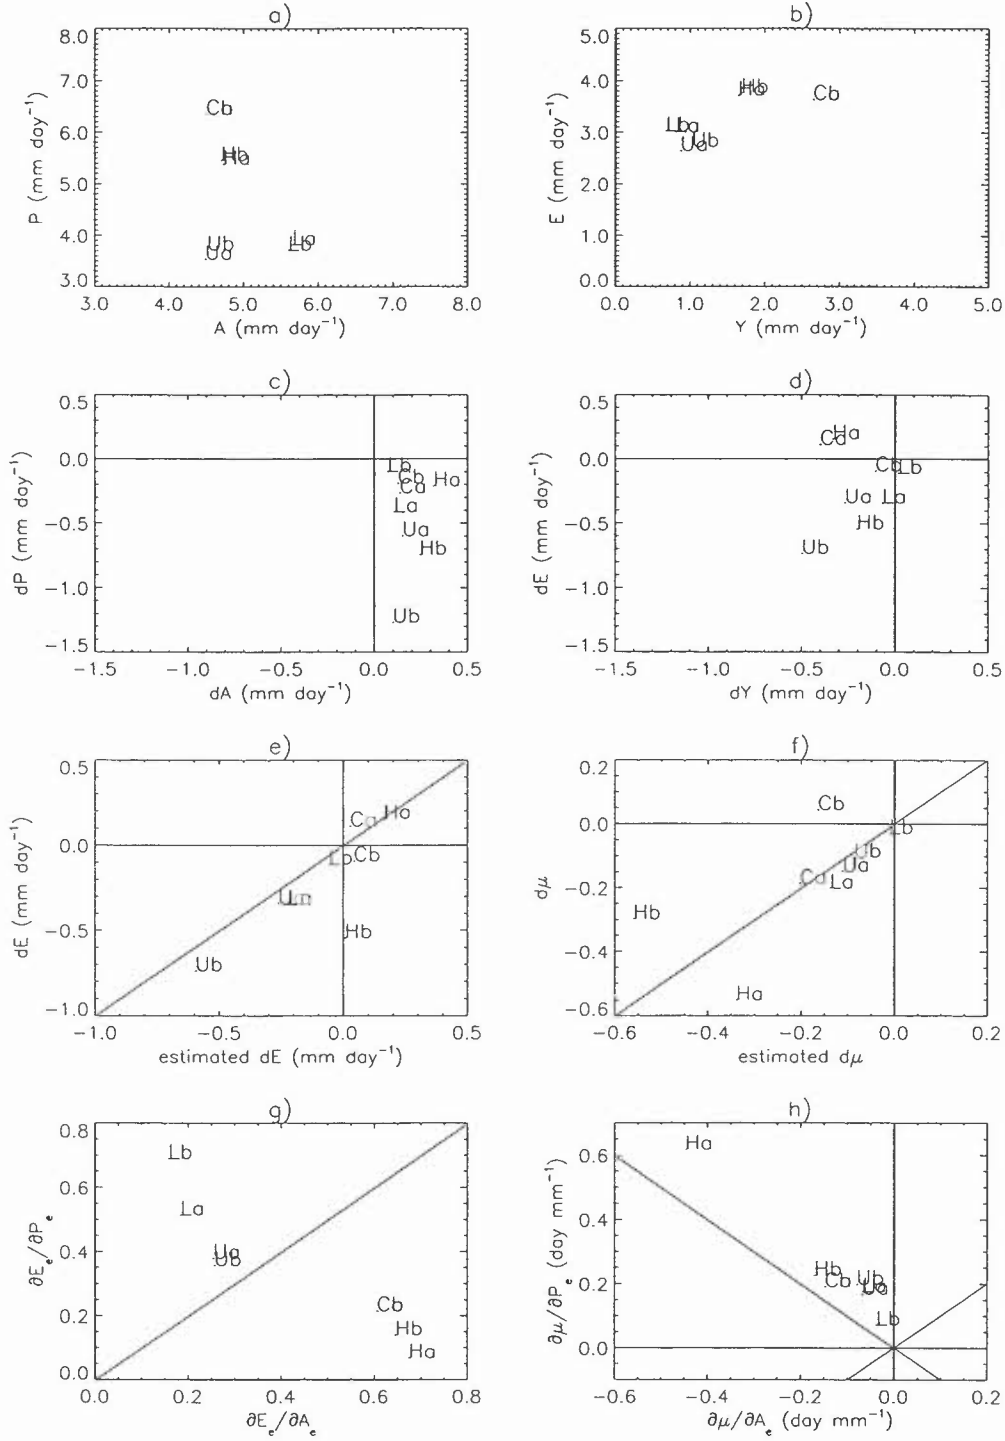 a)
8.0
7.0
6.0
5.0
4.0
3.0
P (mm day⁻¹)
Cb
Hb
Ha
Ub
Ua
La
Lb
3.0 4.0 5.0 6.0 7.0 8.0
A (mm day⁻¹)
b)
5.0
4.0
3.0
2.0
1.0
0.0
E (mm day⁻¹)
Hb
Ha
Cb
Lb
La
Ub
Ua
0.0 1.0 2.0 3.0 4.0 5.0
Y (mm day⁻¹)
c)
0.5
0.0
−0.5
−1.0
−1.5
dP (mm day⁻¹)
Lb
Cb
Ha
Ca
La
Ua
Hb
Ub
−1.5 −1.0 −0.5 0.0 0.5
dA (mm day⁻¹)
d)
0.5
0.0
−0.5
−1.0
−1.5
dE (mm day⁻¹)
Ha
Ca
Cb
Lb
Ua
La
Hb
Ub
−1.5 −1.0 −0.5 0.0 0.5
dY (mm day⁻¹)
e)
0.5
0.0
−0.5
−1.0
dE (mm day⁻¹)
Ha
Ca
Lb
Cb
Hb
Ub
−1.0 −0.5 0.0 0.5
estimated dE (mm day⁻¹)
f)
0.2
0.0
−0.2
−0.4
−0.6
dμ
Cb
Lb
Ub
Ua
Ca
La
Hb
Ha
−0.6 −0.4 −0.2 0.0 0.2
estimated dμ
g)
0.8
0.6
0.4
0.2
0.0
∂Eₑ/∂Pₑ
Lb
La
Ua
Ub
Cb
Hb
Ha
0.0 0.2 0.4 0.6 0.8
∂Eₑ/∂Aₑ
h)
0.6
0.4
0.2
0.0
∂μ/∂Pₑ (day mm⁻¹)
Ha
Hb
Cb
Ub
Lb
−0.6 −0.4 −0.2 0.0 0.2
∂μ/∂Aₑ (day mm⁻¹)